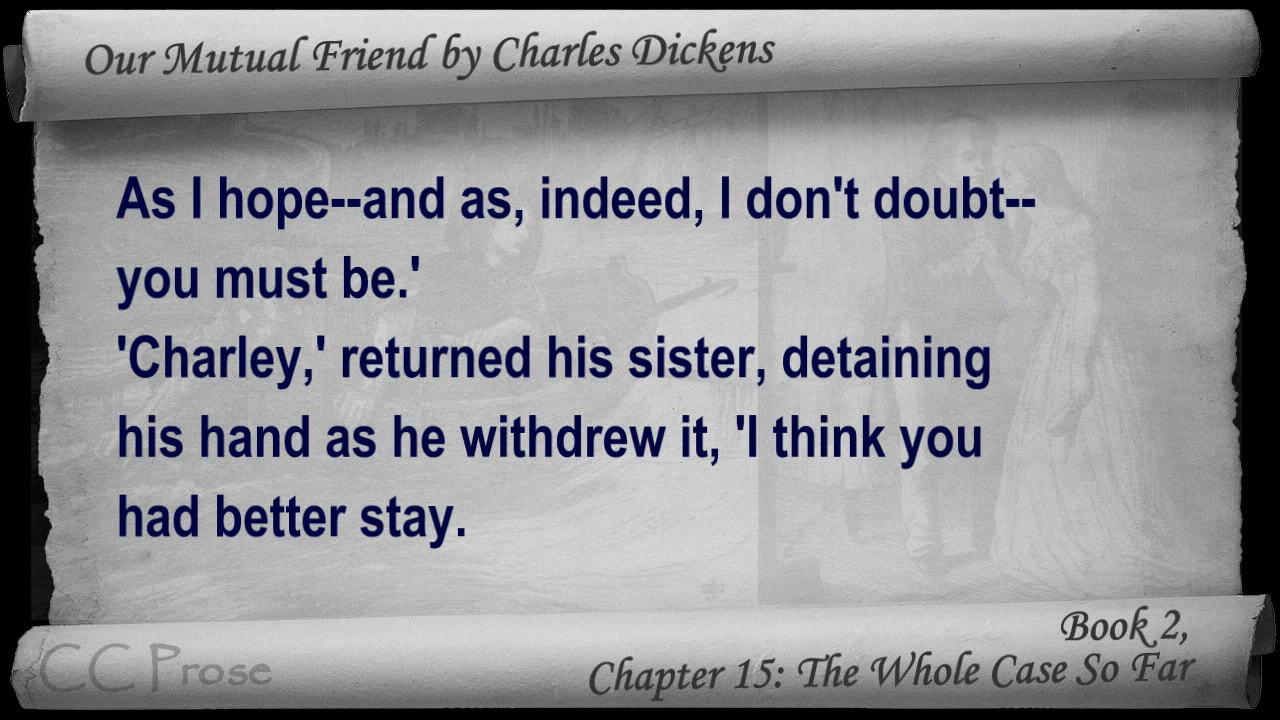 Our Mutual Friend by Charles Dickens
As I hope--and as, indeed, I don't doubt--
you must be.'
'Charley,' returned his sister, detaining
his hand as he withdrew it, 'I think you
had better stay.
Book 2,
Chapter 15: The Whole Case So Far
CC Prose